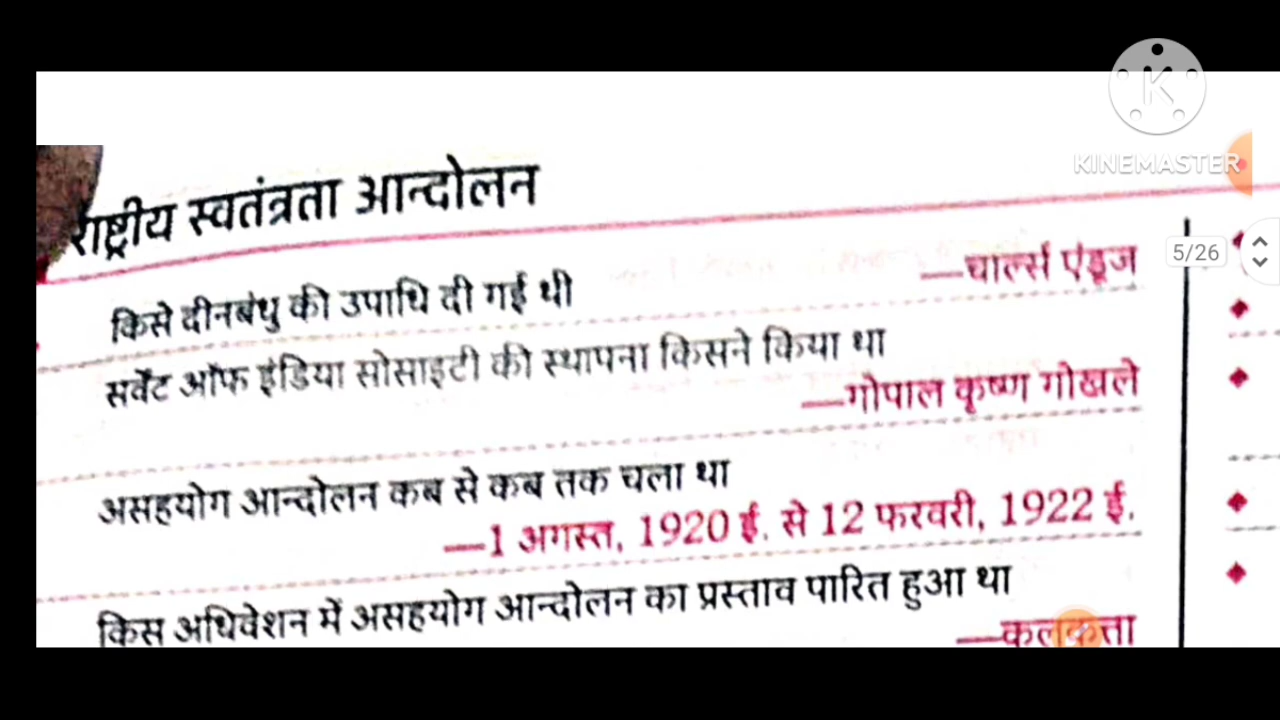 KINEMASTER
राष्ट्रीय स्वतंत्रता आन्दोलन
5/26
किसे दीनबंधु की उपाधि दी गई थी
—चार्ल्स एंड्रूज
सर्वेंट ऑफ इंडिया सोसाइटी की स्थापना किसने किया था
—गोपाल कृष्ण गोखले
असहयोग आन्दोलन कब से कब तक चला था
—1 अगस्त, 1920 ई. से 12 फरवरी, 1922 ई.
किस अधिवेशन में असहयोग आन्दोलन का प्रस्ताव पारित हुआ था
—कलकत्ता